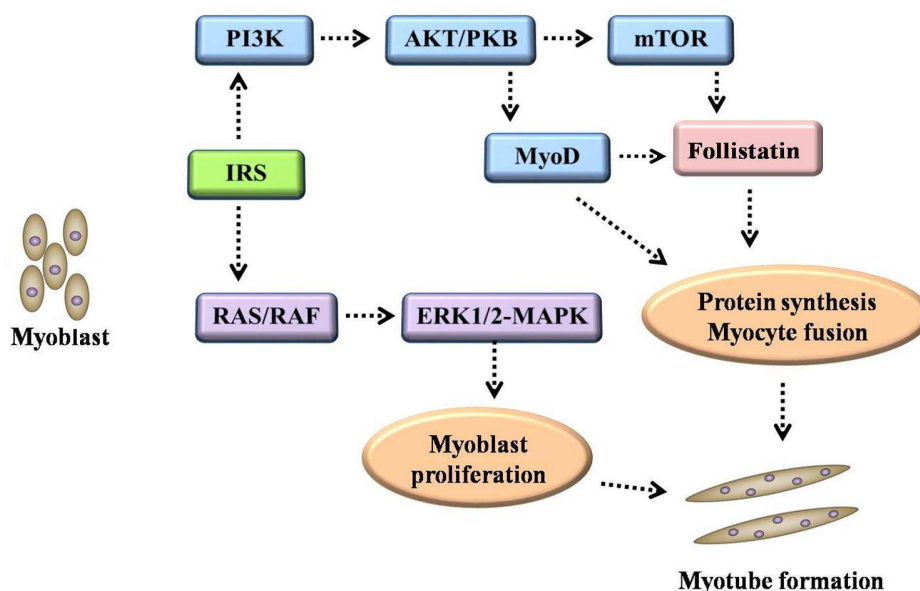 PI3K
AKT/PKB
mTOR
MyoD
Follistatin
IRS
RAS/RAF
ERK1/2-MAPK
Protein synthesis
Myocyte fusion
Myoblast
Myoblast
proliferation
Myotube formation